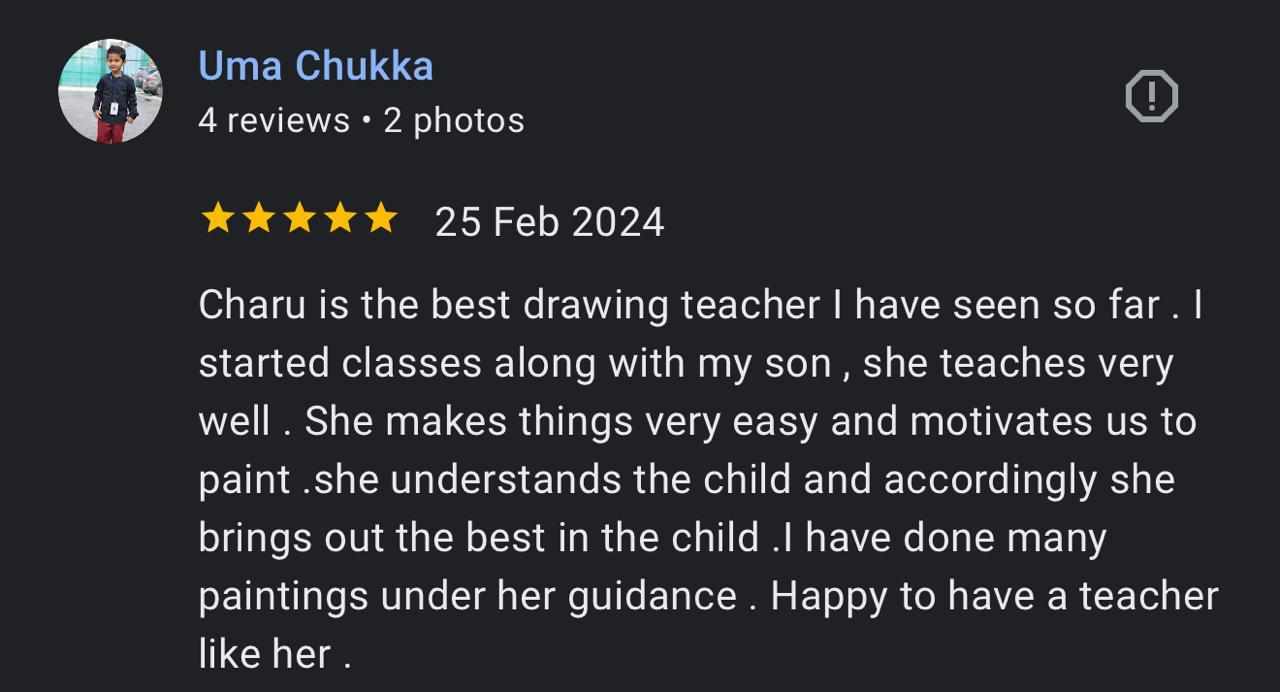 Uma Chukka
4 reviews • 2 photos
25 Feb 2024
Charu is the best drawing teacher I have seen so far . I
started classes along with my son , she teaches very
well . She makes things very easy and motivates us to
paint .she understands the child and accordingly she
brings out the best in the child .I have done many
paintings under her guidance . Happy to have a teacher
like her .